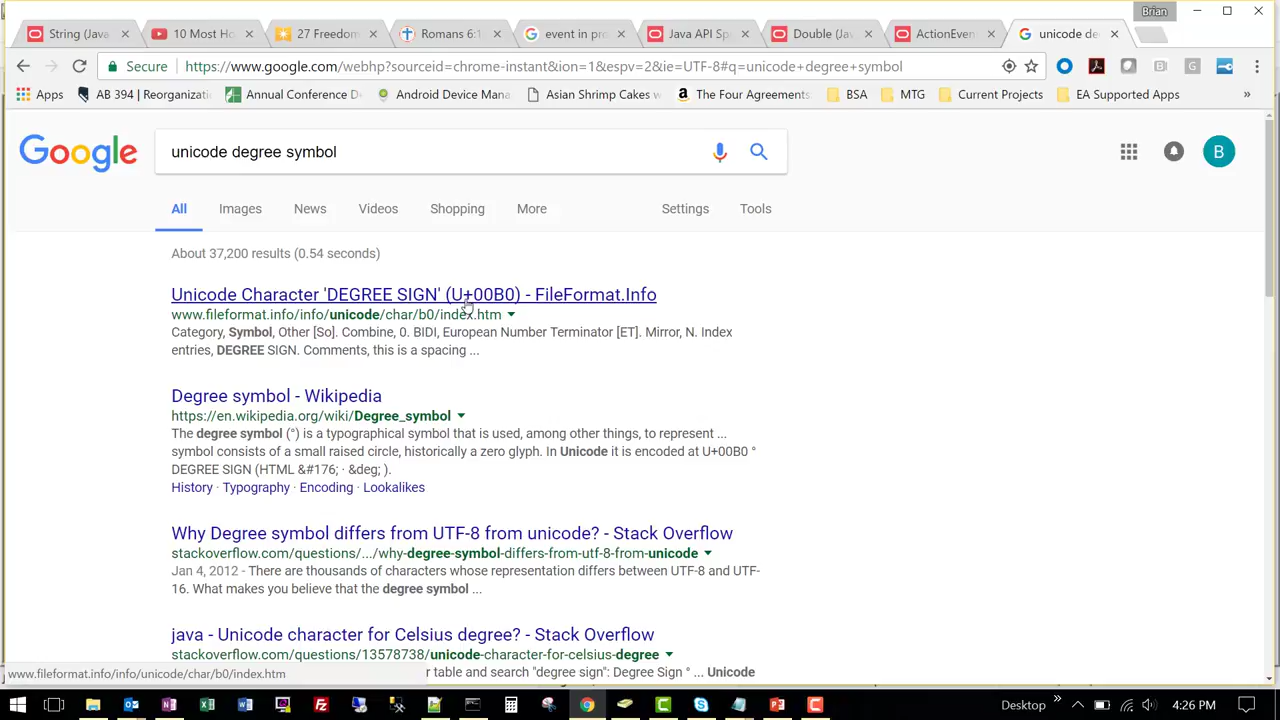 Brian
String (Java
10 Most Ho
27 Freedom
Romans 6:1
event in pr
Java API Sp
Double (Jav
ActionEven
unicode de
Secure
https://www.google.com/webhp?sourceid=chrome-instant&ion=1&espv=2&ie=UTF-8#q=unicode+degree+symbol
Apps
AB 394 | Reorganizati
Annual Conference D
Android Device Mana
Asian Shrimp Cakes w
The Four Agreements
BSA
MTG
Current Projects
EA Supported Apps
»
Google
unicode degree symbol
B
All Images News Videos Shopping More Settings Tools
About 37,200 results (0.54 seconds)
Unicode Character 'DEGREE SIGN' (U+00B0) - FileFormat.Info
www.fileformat.info/info/unicode/char/b0/index.htm
Category, Symbol, Other [So]. Combine, 0. BIDI, European Number Terminator [ET]. Mirror, N. Index
entries, DEGREE SIGN. Comments, this is a spacing ...
Degree symbol - Wikipedia
https://en.wikipedia.org/wiki/Degree_symbol
The degree symbol (°) is a typographical symbol that is used, among other things, to represent ...
symbol consists of a small raised circle, historically a zero glyph. In Unicode it is encoded at U+00B0 °
DEGREE SIGN (HTML &#176; · &deg; ).
History · Typography · Encoding · Lookalikes
Why Degree symbol differs from UTF-8 from unicode? - Stack Overflow
stackoverflow.com/questions/.../why-degree-symbol-differs-from-utf-8-from-unicode
Jan 4, 2012 - There are thousands of characters whose representation differs between UTF-8 and UTF-
16. What makes you believe that the degree symbol ...
java - Unicode character for Celsius degree? - Stack Overflow
stackoverflow.com/questions/13578738/unicode-character-for-celsius-degree
www.fileformat.info/info/unicode/char/b0/index.htm
r table and search "degree sign": Degree Sign ° ... Unicode
Desktop » 4:26 PM